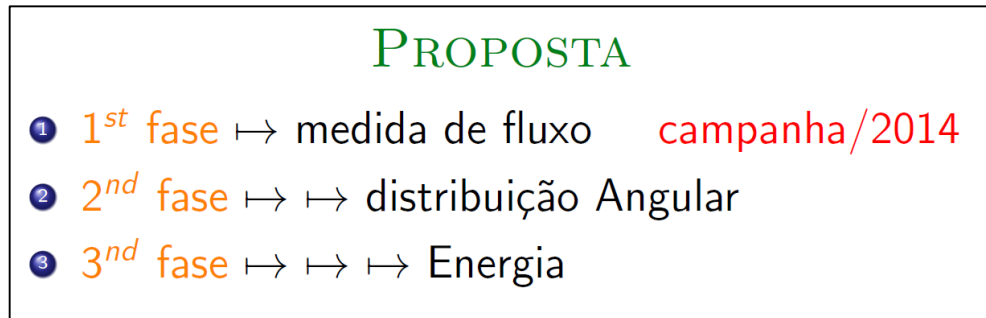 PROPOSTA
1 1st fase ↦ medida de fluxo campanha/2014
2 2nd fase ↦ ↦ distribuição Angular
3 3nd fase ↦ ↦ ↦ Energia